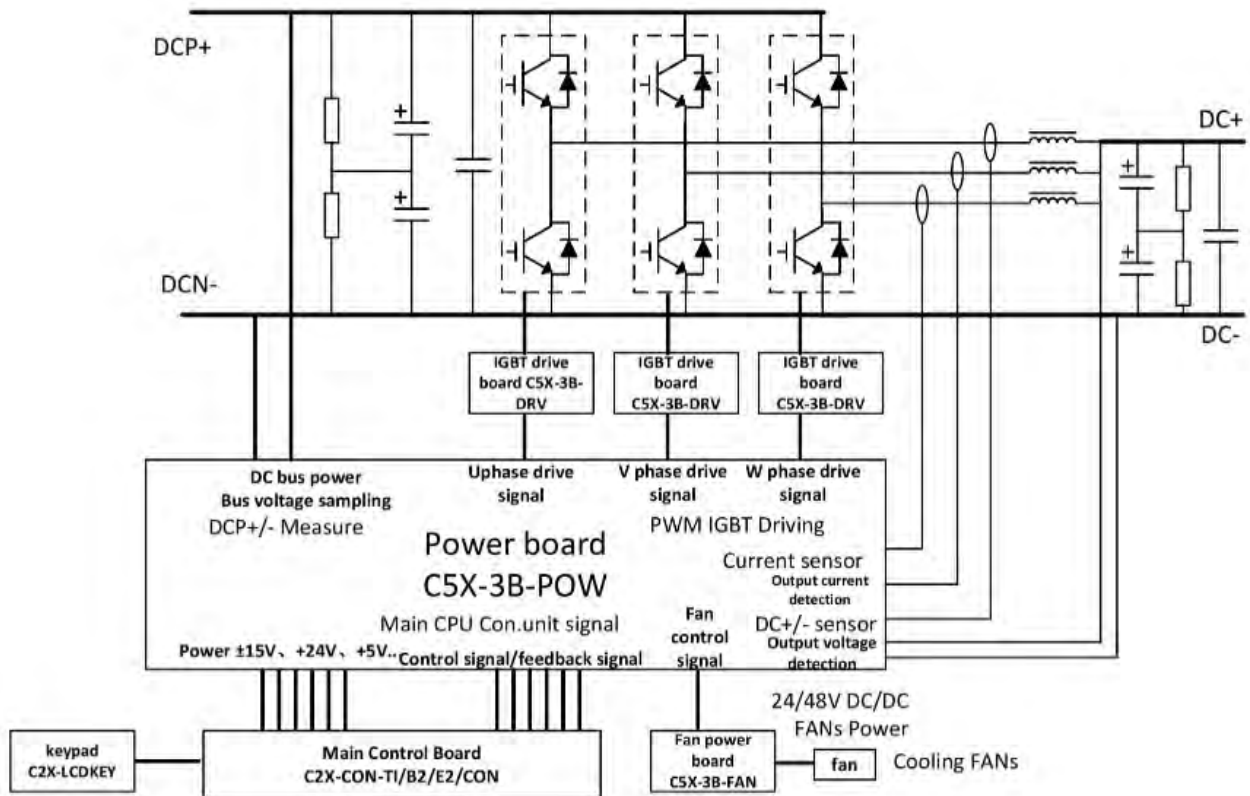 DCP+
DC+
DCN-
DC-
IGBT drive
board C5X-3B-
DRV
IGBT drive
board
C5X-3B-DRV
IGBT drive
board
C5X-3B-DRV
DC bus power
Bus voltage sampling
DCP+/- Measure
Uphase drive
signal
V phase drive
signal
W phase drive
signal
PWM IGBT Driving
Power board
C5X-3B-POW
Current sensor
Output current
detection
Main CPU Con.unit signal
Fan
control
signal
DC+/- sensor
Output voltage
detection
Power ±15V、+24V、+5V..
Control signal/feedback signal
24/48V DC/DC
FANs Power
keypad
C2X-LCDKEY
Main Control Board
C2X-CON-TI/B2/E2/CON
Fan power
board
C5X-3B-FAN
fan
Cooling FANs
+
+
+
+